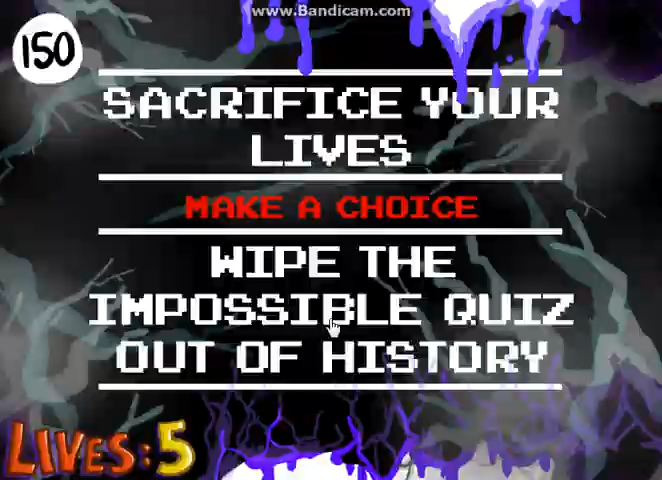 www.Bandicam.com
150
SACRIFICE YOUR
LIVES
MAKE A CHOICE
WIPE THE
IMPOSSIBLE QUIZ
OUT OF HISTORY
LIVES:5